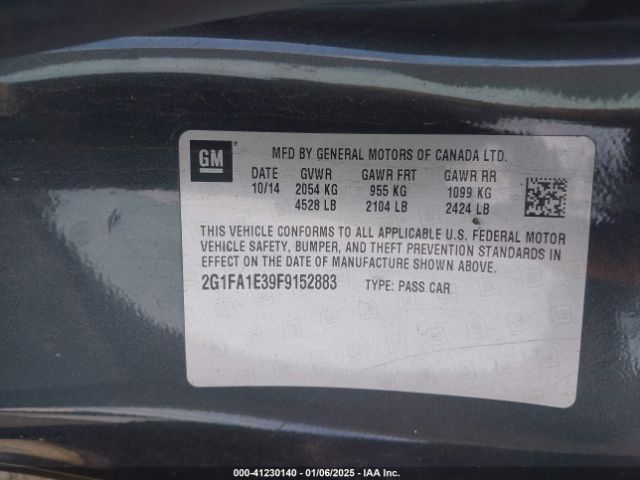 GM
MFD BY GENERAL MOTORS OF CANADA LTD.
DATE GVWR GAWR FRT GAWR RR
10/14 2054 KG 955 KG 1099 KG
4528 LB 2104 LB 2424 LB
THIS VEHICLE CONFORMS TO ALL APPLICABLE U.S. FEDERAL MOTOR
VEHICLE SAFETY, BUMPER, AND THEFT PREVENTION STANDARDS IN
EFFECT ON THE DATE OF MANUFACTURE SHOWN ABOVE.
2G1FA1E39F9152883 TYPE: PASS CAR
000-41230140 - 01/06/2025 - IAA Inc.